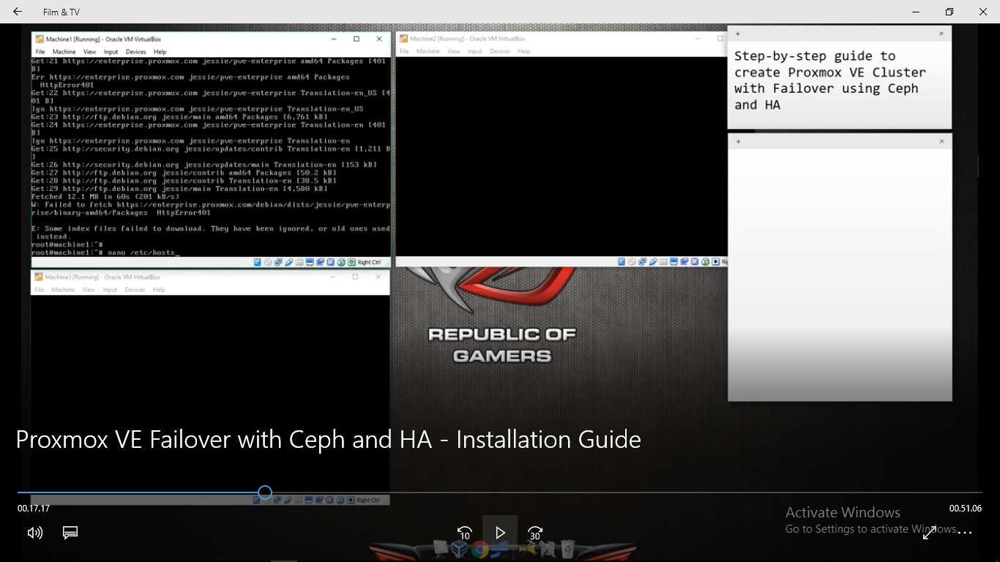 Film & TV
Machine1 [Running] - Oracle VM VirtualBox
File Machine View Input Devices Help
Get:21 https://enterprise.proxmox.com jessie/pve-enterprise amd64 Packages [401
B]
Err https://enterprise.proxmox.com jessie/pve-enterprise amd64 Packages
HttpError401
Get:22 https://enterprise.proxmox.com jessie/pve-enterprise Translation-en_US [4
01 B]
Ign https://enterprise.proxmox.com jessie/pve-enterprise Translation-en_US
Get:23 http://ftp.debian.org jessie/main amd64 Packages [6,761 kB]
Get:24 https://enterprise.proxmox.com jessie/pve-enterprise Translation-en [401
B]
Ign https://enterprise.proxmox.com jessie/pve-enterprise Translation-en
Get:25 http://security.debian.org jessie/updates/contrib Translation-en [1,211 B
]
Get:26 http://security.debian.org jessie/updates/main Translation-en [153 kB]
Get:27 http://ftp.debian.org jessie/contrib amd64 Packages [50.2 kB]
Get:28 http://ftp.debian.org jessie/contrib Translation-en [38.5 kB]
Get:29 http://ftp.debian.org jessie/main Translation-en [4,580 kB]
Fetched 12.1 MB in 60s (201 kB/s)
W: Failed to fetch https://enterprise.proxmox.com/debian/dists/jessie/pve-enterp
rise/binary-amd64/Packages HttpError401
E: Some index files failed to download. They have been ignored, or old ones used
instead.
root@machine1:~#
root@machine1:~# nano /etc/hosts_
Right Ctrl
Machine2 [Running] - Oracle VM VirtualBox
File Machine View Input Devices Help
Ri
Step-by-step guide to
create Proxmox VE Cluster
with Failover using Ceph
and HA
Machine3 [Running] - Oracle VM VirtualBox
File Machine View Input Devices Help
Right Ctrl
REPUBLIC OF
GAMERS
Proxmox VE Failover with Ceph and HA - Installation Guide
00.17.17
00.51.06
10
30
Activate Windows
Go to Settings to activate Windows.